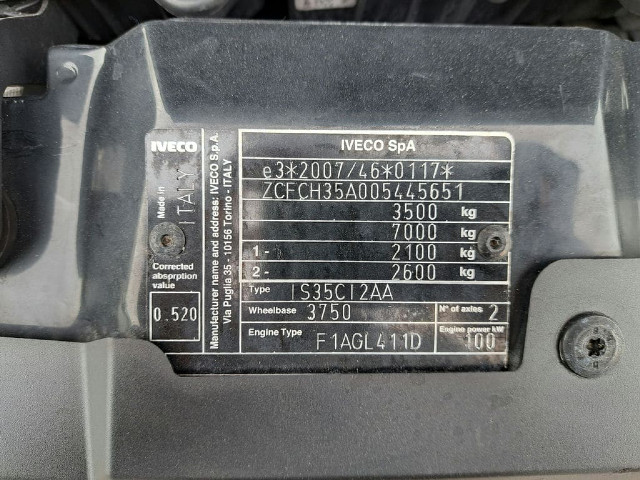 IVECO
Made in
ITALY
Corrected
absorption
value
0.520
Manufacturer name and address: IVECO S.p.A.
Via Puglia 35 - 10156 Torino - ITALY
IVECO SpA
e3*2007/46*0117*
ZCFCH35A005445651
3500 kg
7000 kg
1- 2100 kg
2- 2600 kg
Type IS35CI2AA
Wheelbase 3750 N° of axles 2
Engine Type F1AGL411D Engine power kW 100